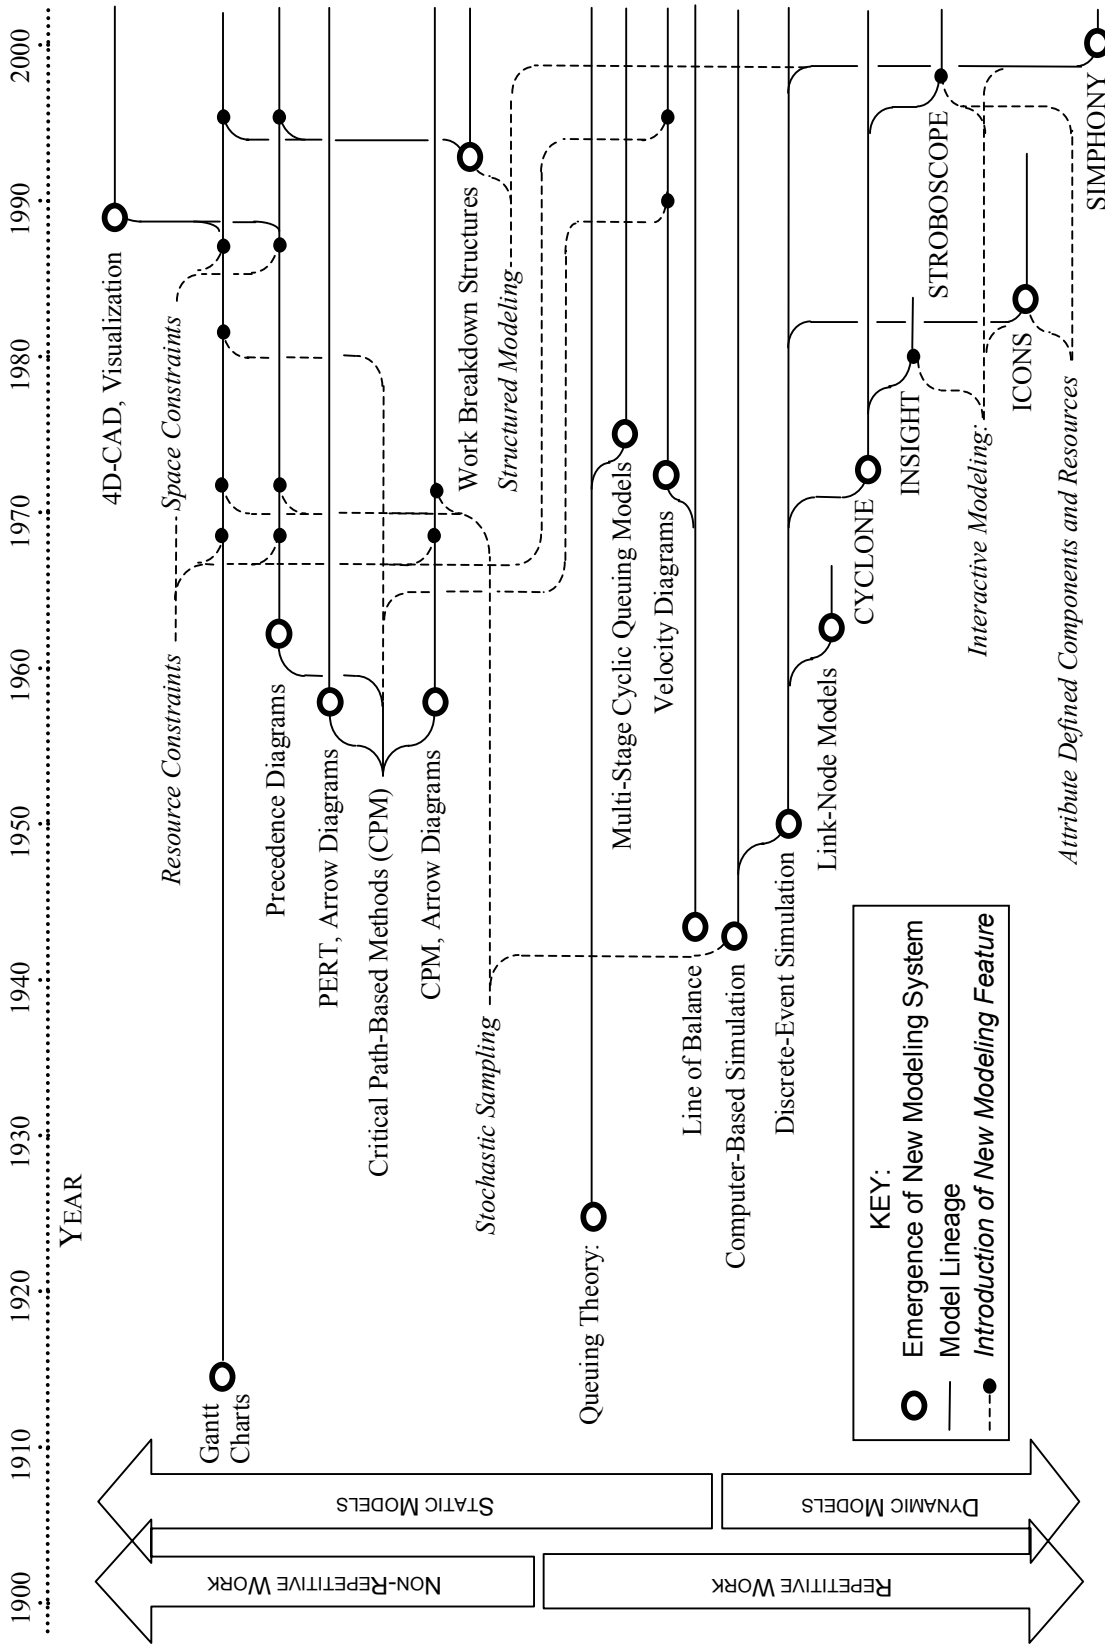 YEAR
1900 1910 1920 1930 1940 1950 1960 1970 1980 1990 2000
4D-CAD, Visualization
Resource Constraints
Space Constraints
Gantt
Charts
Precedence Diagrams
PERT, Arrow Diagrams
Critical Path-Based Methods (CPM)
CPM, Arrow Diagrams
Work Breakdown Structures
Stochastic Sampling
Structured Modeling
Queuing Theory:
Multi-Stage Cyclic Queuing Models
Velocity Diagrams
Line of Balance
Computer-Based Simulation
Discrete-Event Simulation
Link-Node Models
CYCLONE
INSIGHT
STROBOSCOPE
Interactive Modeling:
ICONS
Attribute Defined Components and Resources
SIMPHONY
NON-REPETITIVE WORK
REPETITIVE WORK
STATIC MODELS
DYNAMIC MODELS
KEY:
Emergence of New Modeling System
Model Lineage
Introduction of New Modeling Feature